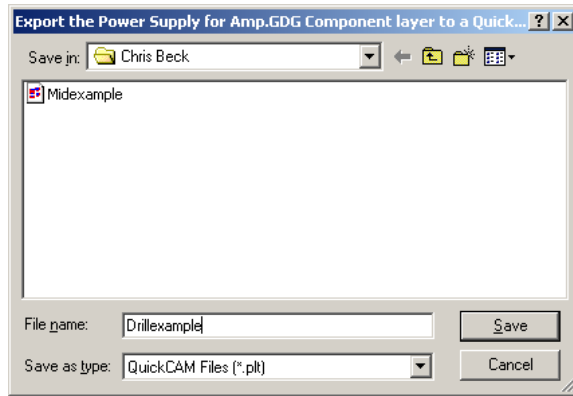 Export the Power Supply for Amp.GDG Component layer to a Quick...
Save in: Chris Beck
Midexample
File name: Drillexample Save
Save as type: QuickCAM Files (*.plt) Cancel